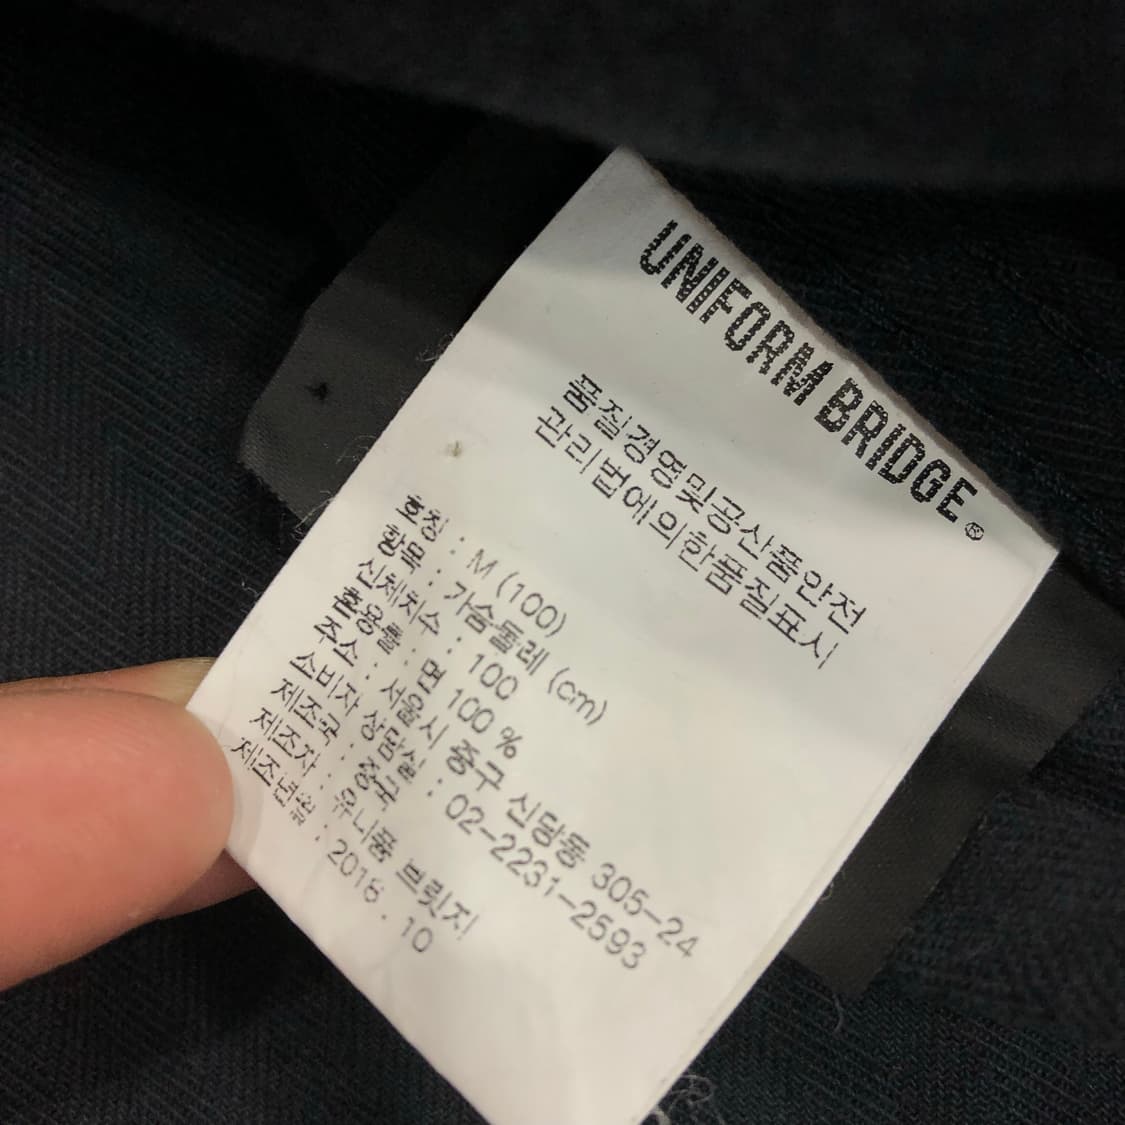 UNIFORM BRIDGE®
품질경영및공산품안전
관리법에의한품질표시
호칭 : M (100)
항목 : 가슴둘레 (cm)
신체치수 : 100
혼용률 : 면 100 %
주소 : 서울시 중구 신당동 305-24
소비자 상담실 : 02-2231-2593
제조국 : 중국
제조자 : 유니폼 브릿지
제조년월 : 2018 . 10